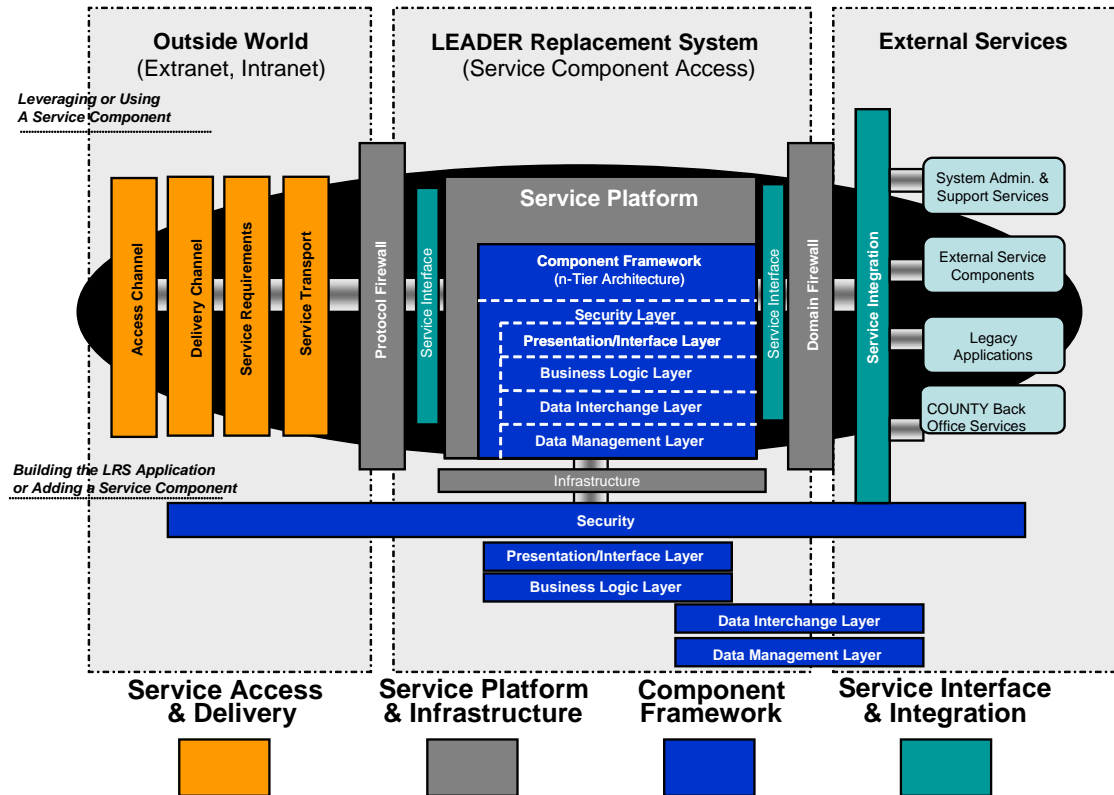 Outside World
(Extranet, Intranet)
LEADER Replacement System
(Service Component Access)
External Services
Leveraging or Using
A Service Component
Access Channel
Delivery Channel
Service Requirements
Service Transport
Protocol Firewall
Service Interface
Service Platform
Component Framework
(n-Tier Architecture)
Security Layer
Presentation/Interface Layer
Business Logic Layer
Data Interchange Layer
Data Management Layer
Service Interface
Domain Firewall
Service Integration
System Admin. &
Support Services
External Service
Components
Legacy
Applications
COUNTY Back
Office Services
Building the LRS Application
or Adding a Service Component
Infrastructure
Security
Presentation/Interface Layer
Business Logic Layer
Data Interchange Layer
Data Management Layer
Service Access
& Delivery
Service Platform
& Infrastructure
Component
Framework
Service Interface
& Integration